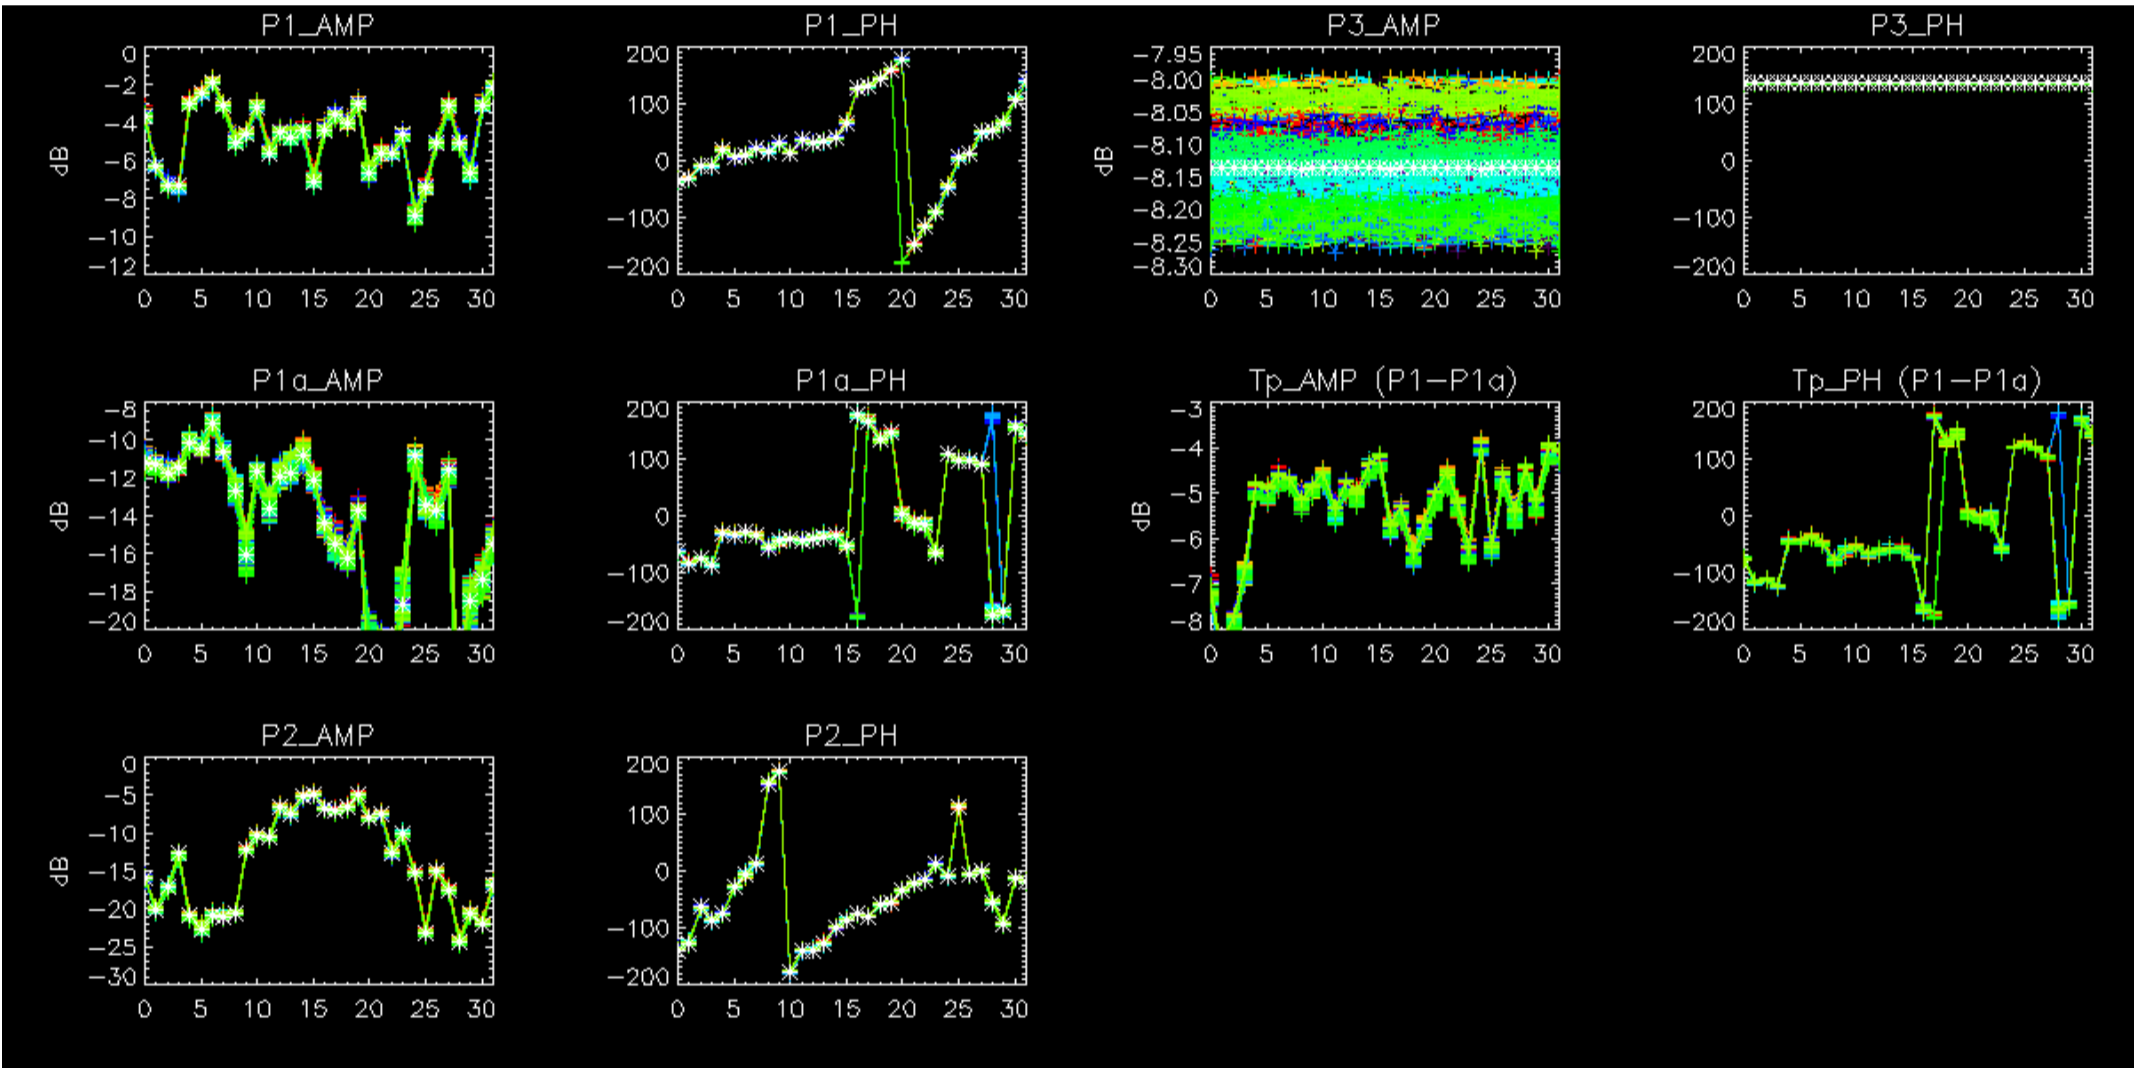 P1_AMP
P1_PH
P3_AMP
P3_PH
0
-2
-4
-6
-8
-10
-12
dB
0 5 10 15 20 25 30
200
100
0
-100
-200
0 5 10 15 20 25 30
-7.95
-8.00
-8.05
-8.10
-8.15
-8.20
-8.25
-8.30
dB
0 5 10 15 20 25 30
200
100
0
-100
-200
0 5 10 15 20 25 30
P1a_AMP
P1a_PH
Tp_AMP (P1-P1a)
Tp_PH (P1-P1a)
-8
-10
-12
-14
-16
-18
-20
dB
0 5 10 15 20 25 30
200
100
0
-100
-200
0 5 10 15 20 25 30
-3
-4
-5
-6
-7
-8
dB
0 5 10 15 20 25 30
200
100
0
-100
-200
0 5 10 15 20 25 30
P2_AMP
P2_PH
0
-5
-10
-15
-20
-25
-30
dB
0 5 10 15 20 25 30
200
100
0
-100
-200
0 5 10 15 20 25 30